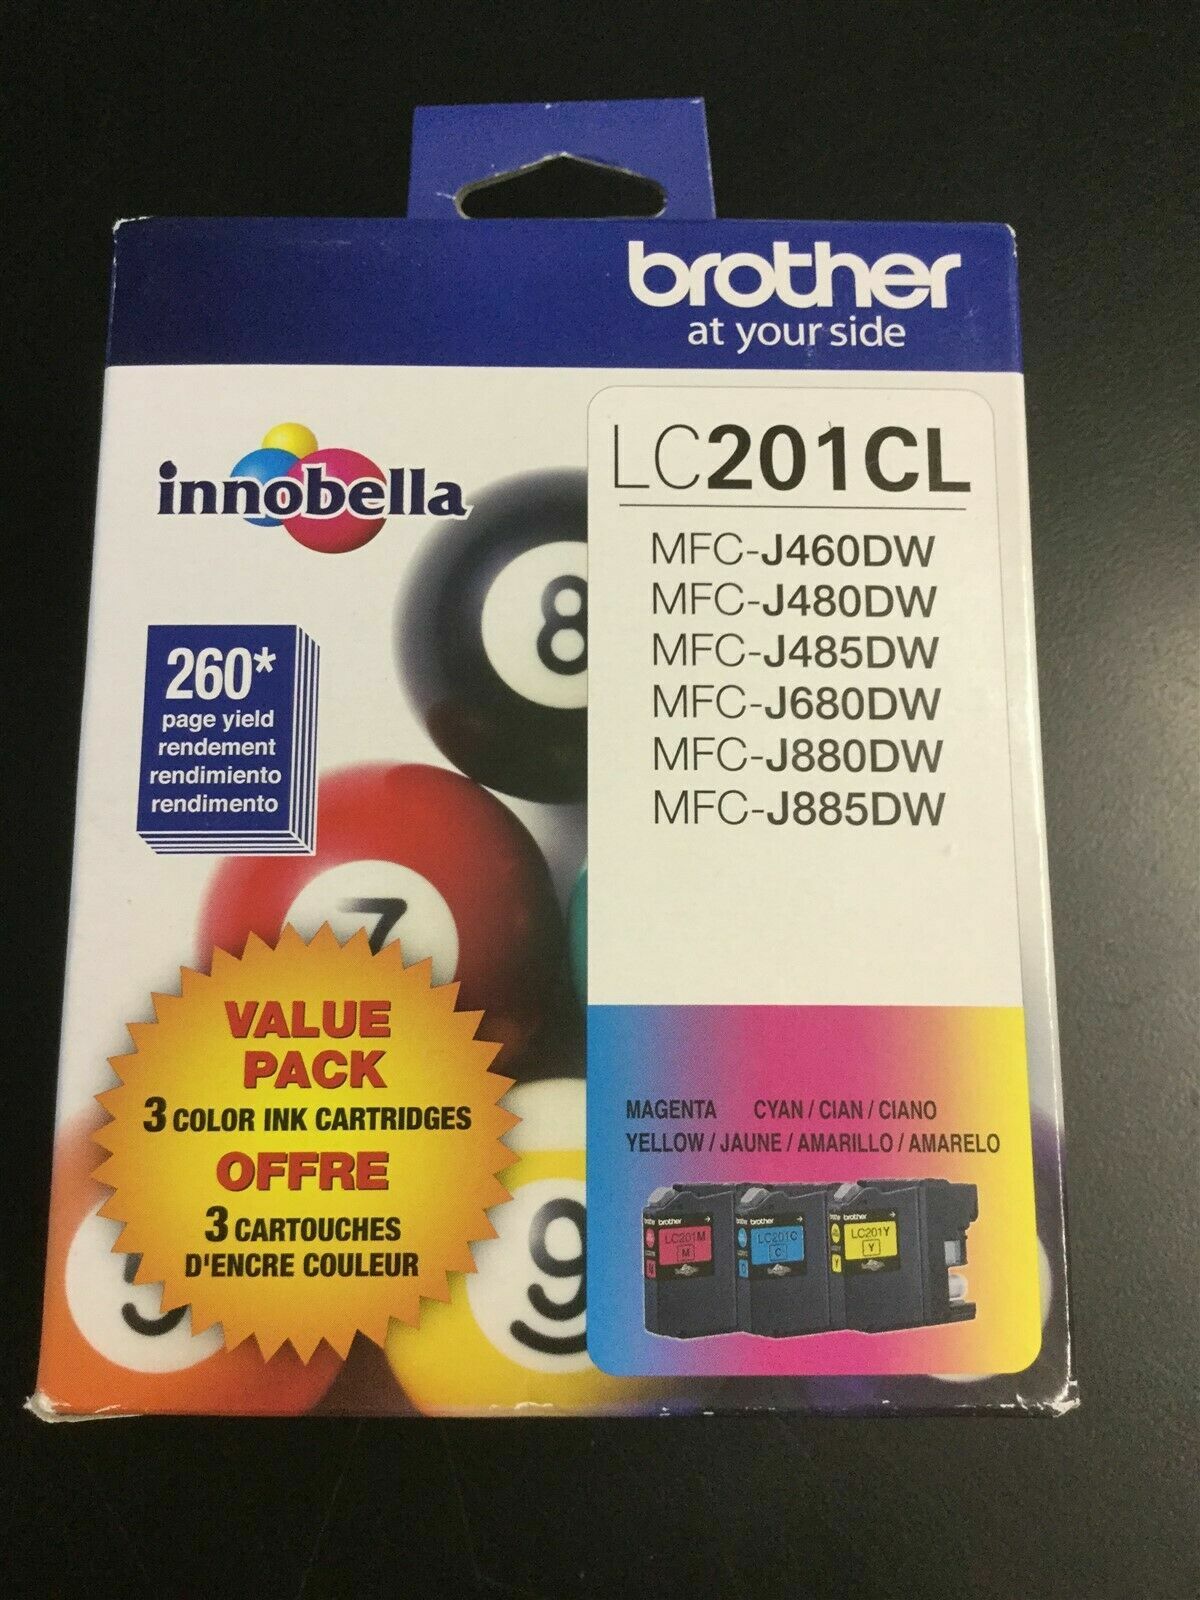 brother
at your side
innobella
LC201CL
MFC-J460DW
MFC-J480DW
MFC-J485DW
MFC-J680DW
MFC-J880DW
MFC-J885DW
8
260*
page yield
rendement
rendimiento
rendimento
7
VALUE
PACK
3 COLOR INK CARTRIDGES
OFFRE
3 CARTOUCHES
D'ENCRE COULEUR
9
MAGENTA CYAN / CIAN / CIANO
YELLOW / JAUNE / AMARILLO / AMARELO
brother
LC201M
M
brother
LC201C
C
brother
LC201Y
Y
Y